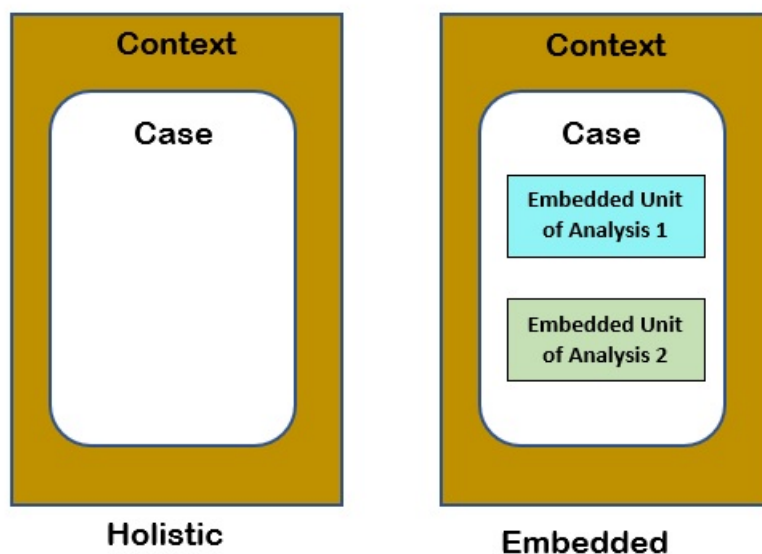 Context
Case
Holistic
Context
Case
Embedded Unit
of Analysis 1
Embedded Unit
of Analysis 2
Embedded